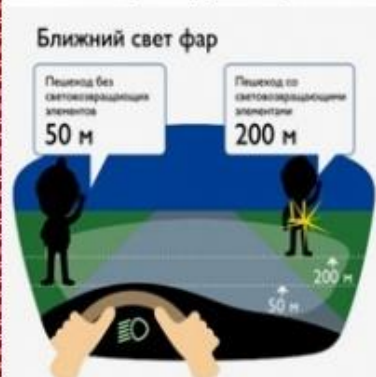 Ближний свет фар
Пешеход без
световозвращающих
элементов
50 м
Пешеход со
световозвращающими
элементами
200 м
200 м
50 м